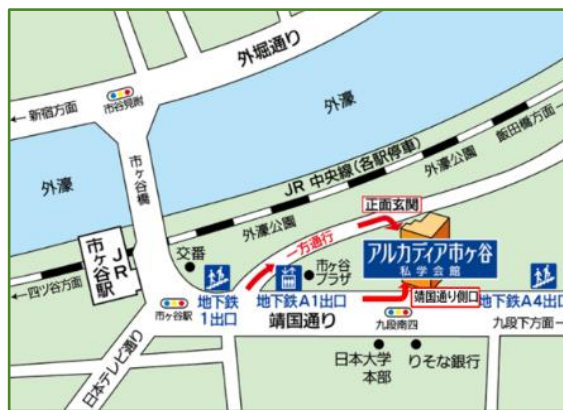 外堀通り
←新宿方面
市谷見附
外濠
外濠
飯田橋方面→
外濠公園
JR 中央線(各駅停車)
市ヶ谷橋
外濠公園
正面玄関
JR
市ヶ谷駅
交番
一方通行
市ヶ谷
プラザ
アルカディア市ヶ谷
私学会館
←四ツ谷方面
地下鉄
1出口
地下鉄A1出口
靖国通り側口
地下鉄A4出口
市ヶ谷駅
靖国通り
九段南四
九段下方面→
日本テレビ通り
日本大学
本部
りそな銀行